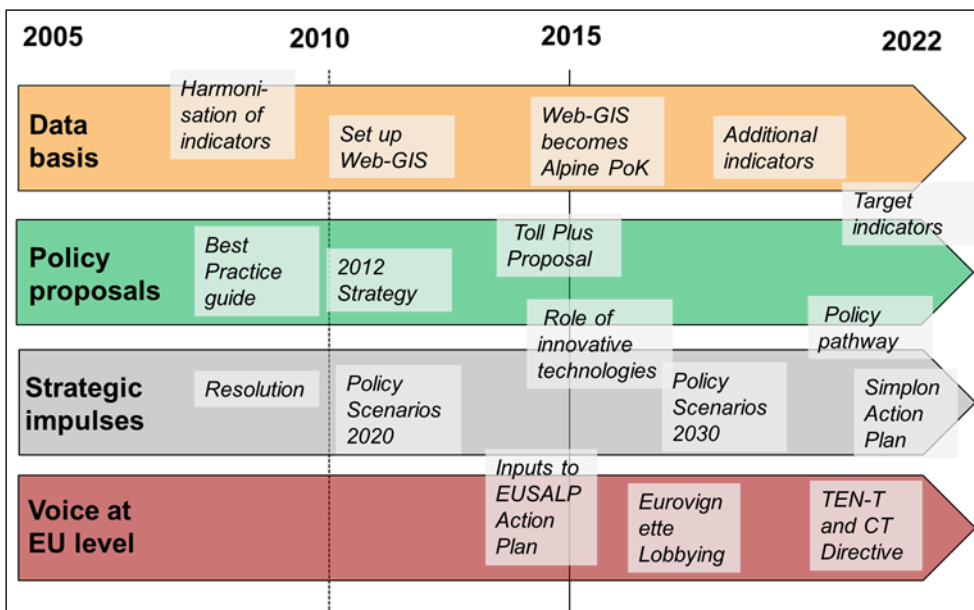 2005
2010
2015
2022
Data
basis
Harmoni-
sation of
indicators
Set up
Web-GIS
Web-GIS
becomes
Alpine PoK
Additional
indicators
Target
indicators
Policy
proposals
Best
Practice
guide
2012
Strategy
Toll Plus
Proposal
Role of
innovative
technologies
Policy
pathway
Strategic
impulses
Resolution
Policy
Scenarios
2020
Policy
Scenarios
2030
Simplon
Action
Plan
Voice at
EU level
Inputs to
EUSALP
Action
Plan
Eurovign
ette
Lobbying
TEN-T
and CT
Directive